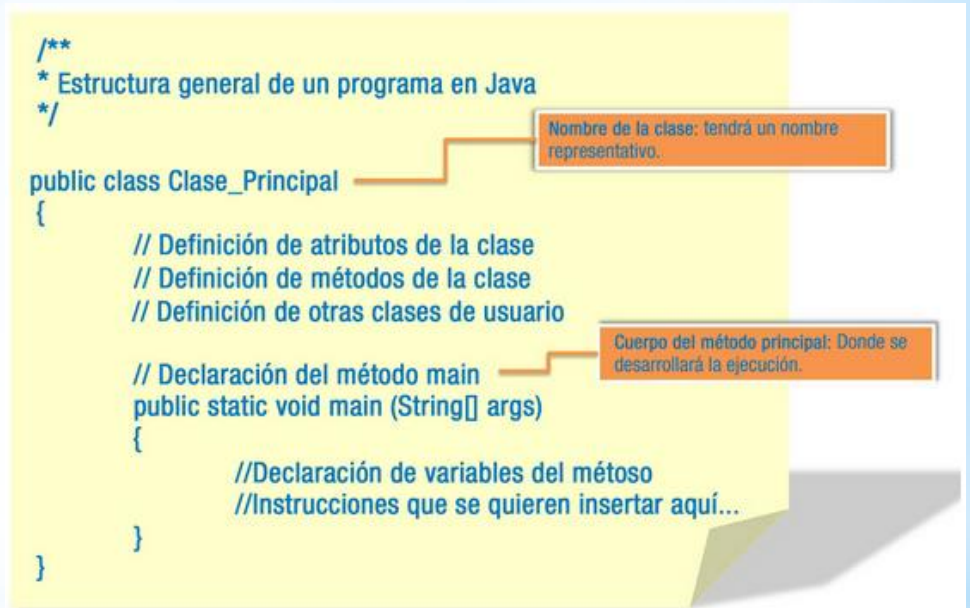 /**
* Estructura general de un programa en Java
*/
Nombre de la clase: tendrá un nombre
representativo.
public class Clase_Principal
{
// Definición de atributos de la clase
// Definición de métodos de la clase
// Definición de otras clases de usuario
Cuerpo del método principal: Donde se
desarrollará la ejecución.
// Declaración del método main
public static void main (String[] args)
{
//Declaración de variables del métoso
//Instrucciones que se quieren insertar aquí...
}
}